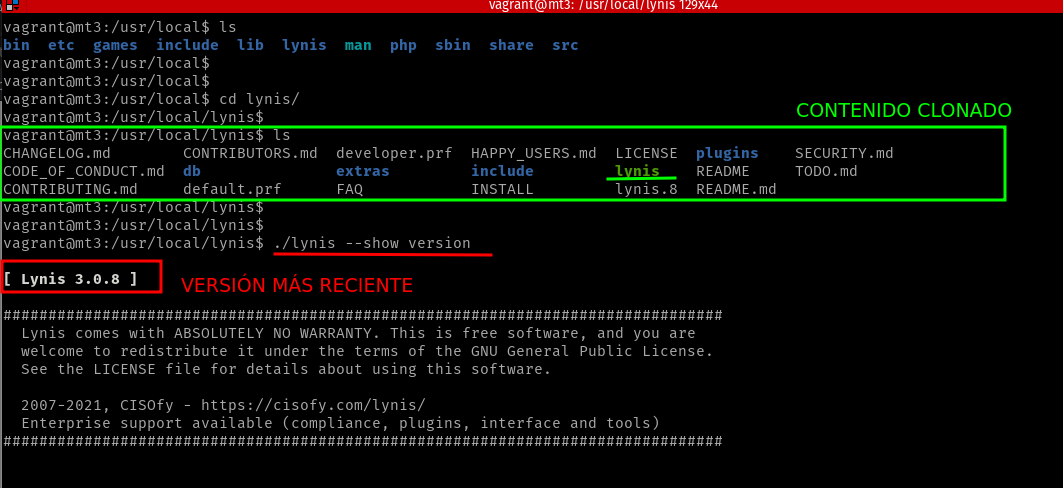 vagrant@mt3: /usr/local/lynis 129x44
vagrant@mt3:/usr/local$ ls
bin etc games include lib lynis man php sbin share src
vagrant@mt3:/usr/local$
vagrant@mt3:/usr/local$
vagrant@mt3:/usr/local$ cd lynis/
vagrant@mt3:/usr/local/lynis$
CONTENIDO CLONADO
vagrant@mt3:/usr/local/lynis$ ls
CHANGELOG.md CONTRIBUTORS.md developer.prf HAPPY_USERS.md LICENSE plugins SECURITY.md
CODE_OF_CONDUCT.md db extras include lynis README TODO.md
CONTRIBUTING.md default.prf FAQ INSTALL lynis.8 README.md
vagrant@mt3:/usr/local/lynis$
vagrant@mt3:/usr/local/lynis$
vagrant@mt3:/usr/local/lynis$ ./lynis --show version
[ Lynis 3.0.8 ]
VERSIÓN MÁS RECIENTE
################################################################################
Lynis comes with ABSOLUTELY NO WARRANTY. This is free software, and you are
welcome to redistribute it under the terms of the GNU General Public License.
See the LICENSE file for details about using this software.
2007-2021, CISOfy - https://cisofy.com/lynis/
Enterprise support available (compliance, plugins, interface and tools)
################################################################################